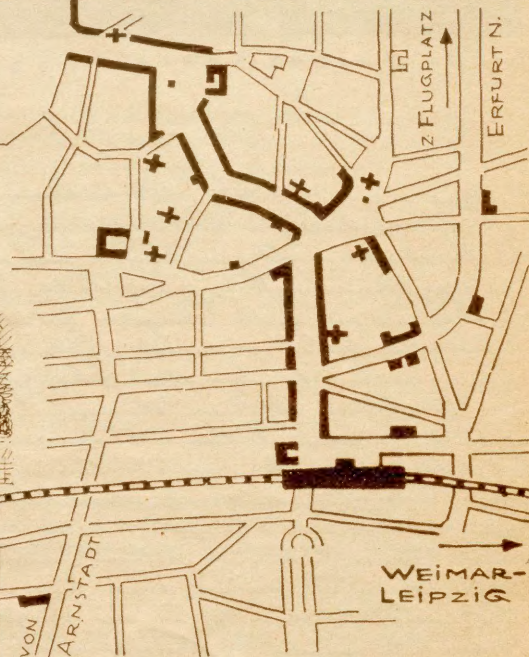 Z FLUGPLATZ
ERFURT N.
WEIMAR-
LEIPZIG
VON
ARNSTADT